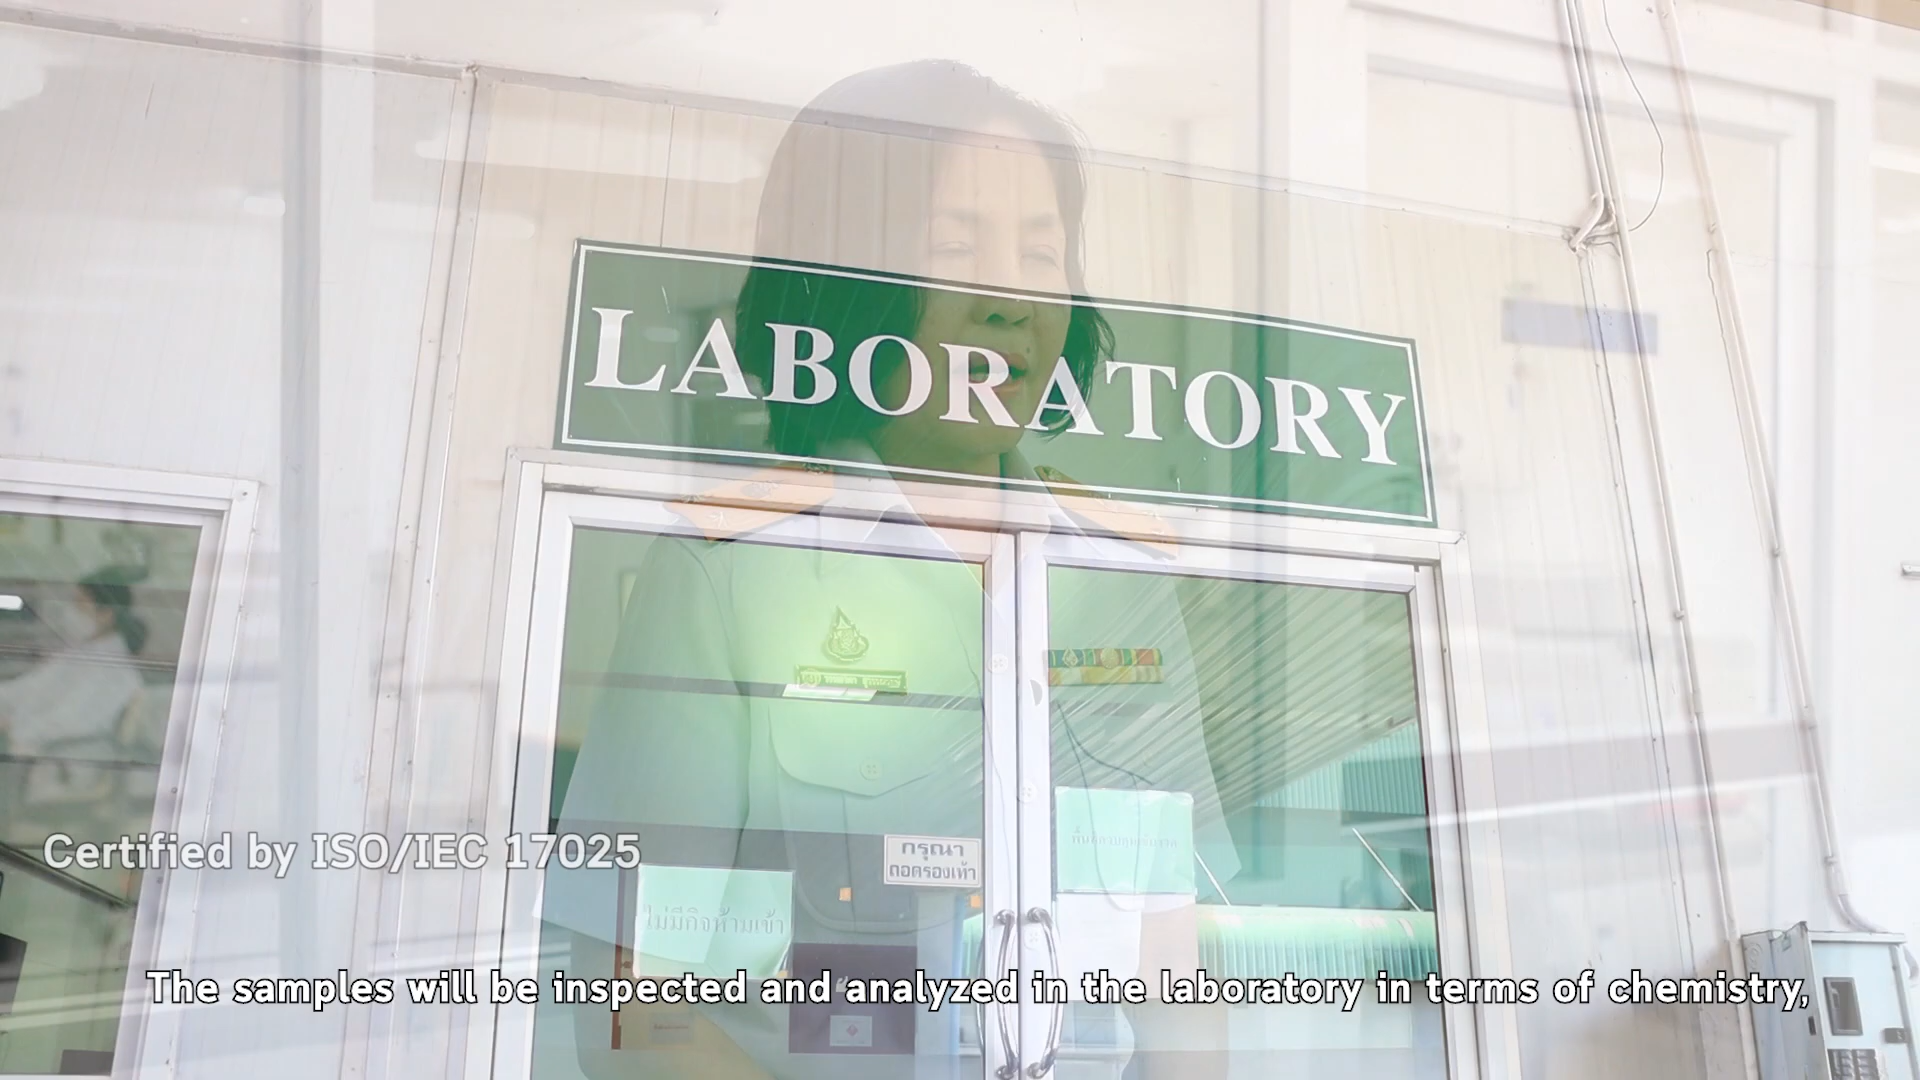 LABORATORY
Certified by ISO/IEC 17025
กรุณา
ถอดรองเท้า
ไม่มีกิจห้ามเข้า
The samples will be inspected and analyzed in the laboratory in terms of chemistry,